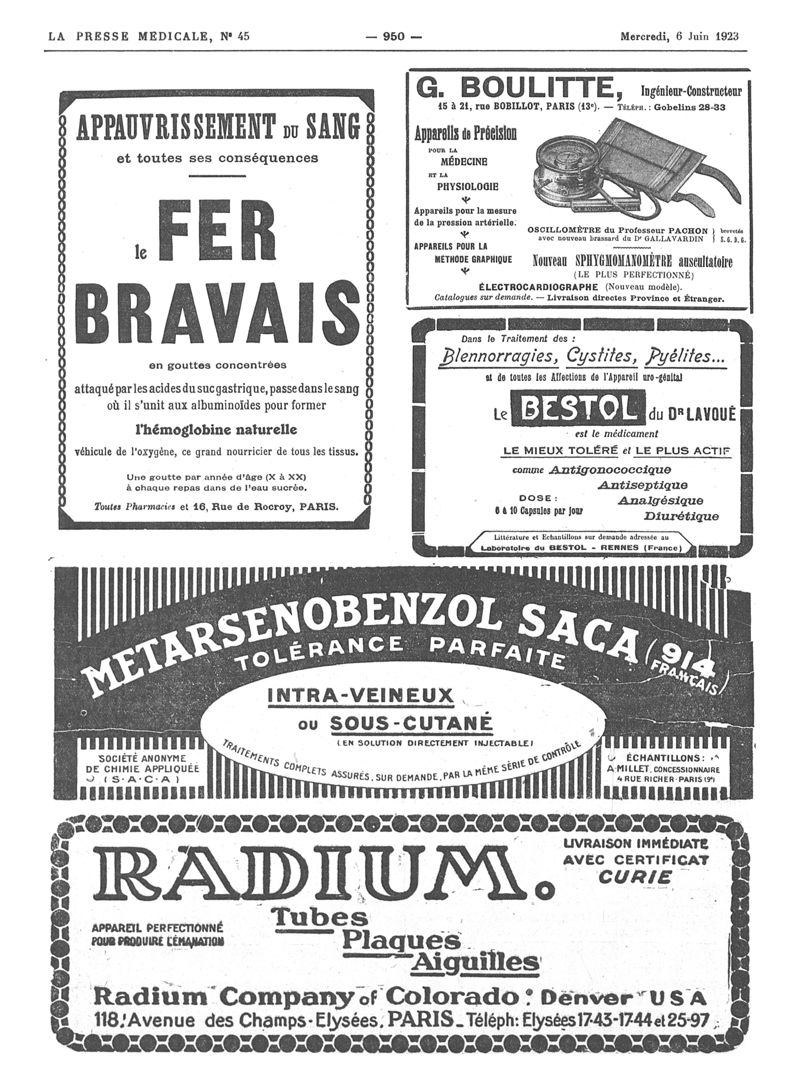 LA PRESSE MÉDICALE, N° 45
— 950 —
Mercredi, 6 Juin 1923
APPAUVRISSEMENT DU SANG
et toutes ses conséquences
le FER
BRAVAIS
en gouttes concentrées
attaqué par les acides du suc gastrique, passe dans le sang
où il s'unit aux albuminoïdes pour former
l'hémoglobine naturelle
véhicule de l'oxygène, ce grand nourricier de tous les tissus.
Une goutte par année d'âge (X à XX)
à chaque repas dans de l'eau sucrée.
Toutes Pharmacies et 16, Rue de Rocroy, PARIS.
G. BOULITTE, Ingénieur-Constructeur
15 à 21, rue BOBILLOT, PARIS (13e). — TÉLÉPH. : Gobelins 28-33
Appareils de Précision
POUR LA
MÉDECINE
ET LA
PHYSIOLOGIE
Appareils pour la mesure
de la pression artérielle.
APPAREILS POUR LA
MÉTHODE GRAPHIQUE
OSCILLOMÈTRE du Professeur PACHON } brevetés
avec nouveau brassard du Dr GALLAVARDIN } S. G. D. G.
Nouveau SPHYGMOMANOMÈTRE auscultatoire
(LE PLUS PERFECTIONNÉ)
ÉLECTROCARDIOGRAPHE (Nouveau modèle).
Catalogues sur demande. — Livraison directes Province et Étranger.
Dans le Traitement des :
Blennorragies, Cystites, Pyélites...
et de toutes les Affections de l'Appareil uro-génital
Le BESTOL du DR LAVOUÉ
est le médicament
LE MIEUX TOLÉRÉ et LE PLUS ACTIF
comme Antigonococcique
Antiseptique
DOSE : Analgésique
6 à 10 Capsules par jour
Diurétique
Littérature et Echantillons sur demande adressée au
Laboratoire du BESTOL - RENNES (France)
METARSENOBENZOL SACA (914 FRANÇAIS)
TOLÉRANCE PARFAITE
INTRA-VEINEUX
OU SOUS-CUTANÉ
(EN SOLUTION DIRECTEMENT INJECTABLE)
TRAITEMENTS COMPLETS ASSURÉS, SUR DEMANDE, PAR LA MÊME SÉRIE DE CONTRÔLE
SOCIÉTÉ ANONYME
DE CHIMIE APPLIQUÉE
(S.A.C.A)
ÉCHANTILLONS:
A. MILLET, CONCESSIONNAIRE
4 RUE RICHER - PARIS (9e)
RADIUM.
LIVRAISON IMMÉDIATE
AVEC CERTIFICAT
CURIE
APPAREIL PERFECTIONNÉ
POUR PRODUIRE L'ÉMANATION
Tubes
Plaques
Aiguilles
Radium Company of Colorado. Denver USA
118, Avenue des Champs-Elysées, PARIS_Téléph: Elysées 17-43-17-44 et 25-97